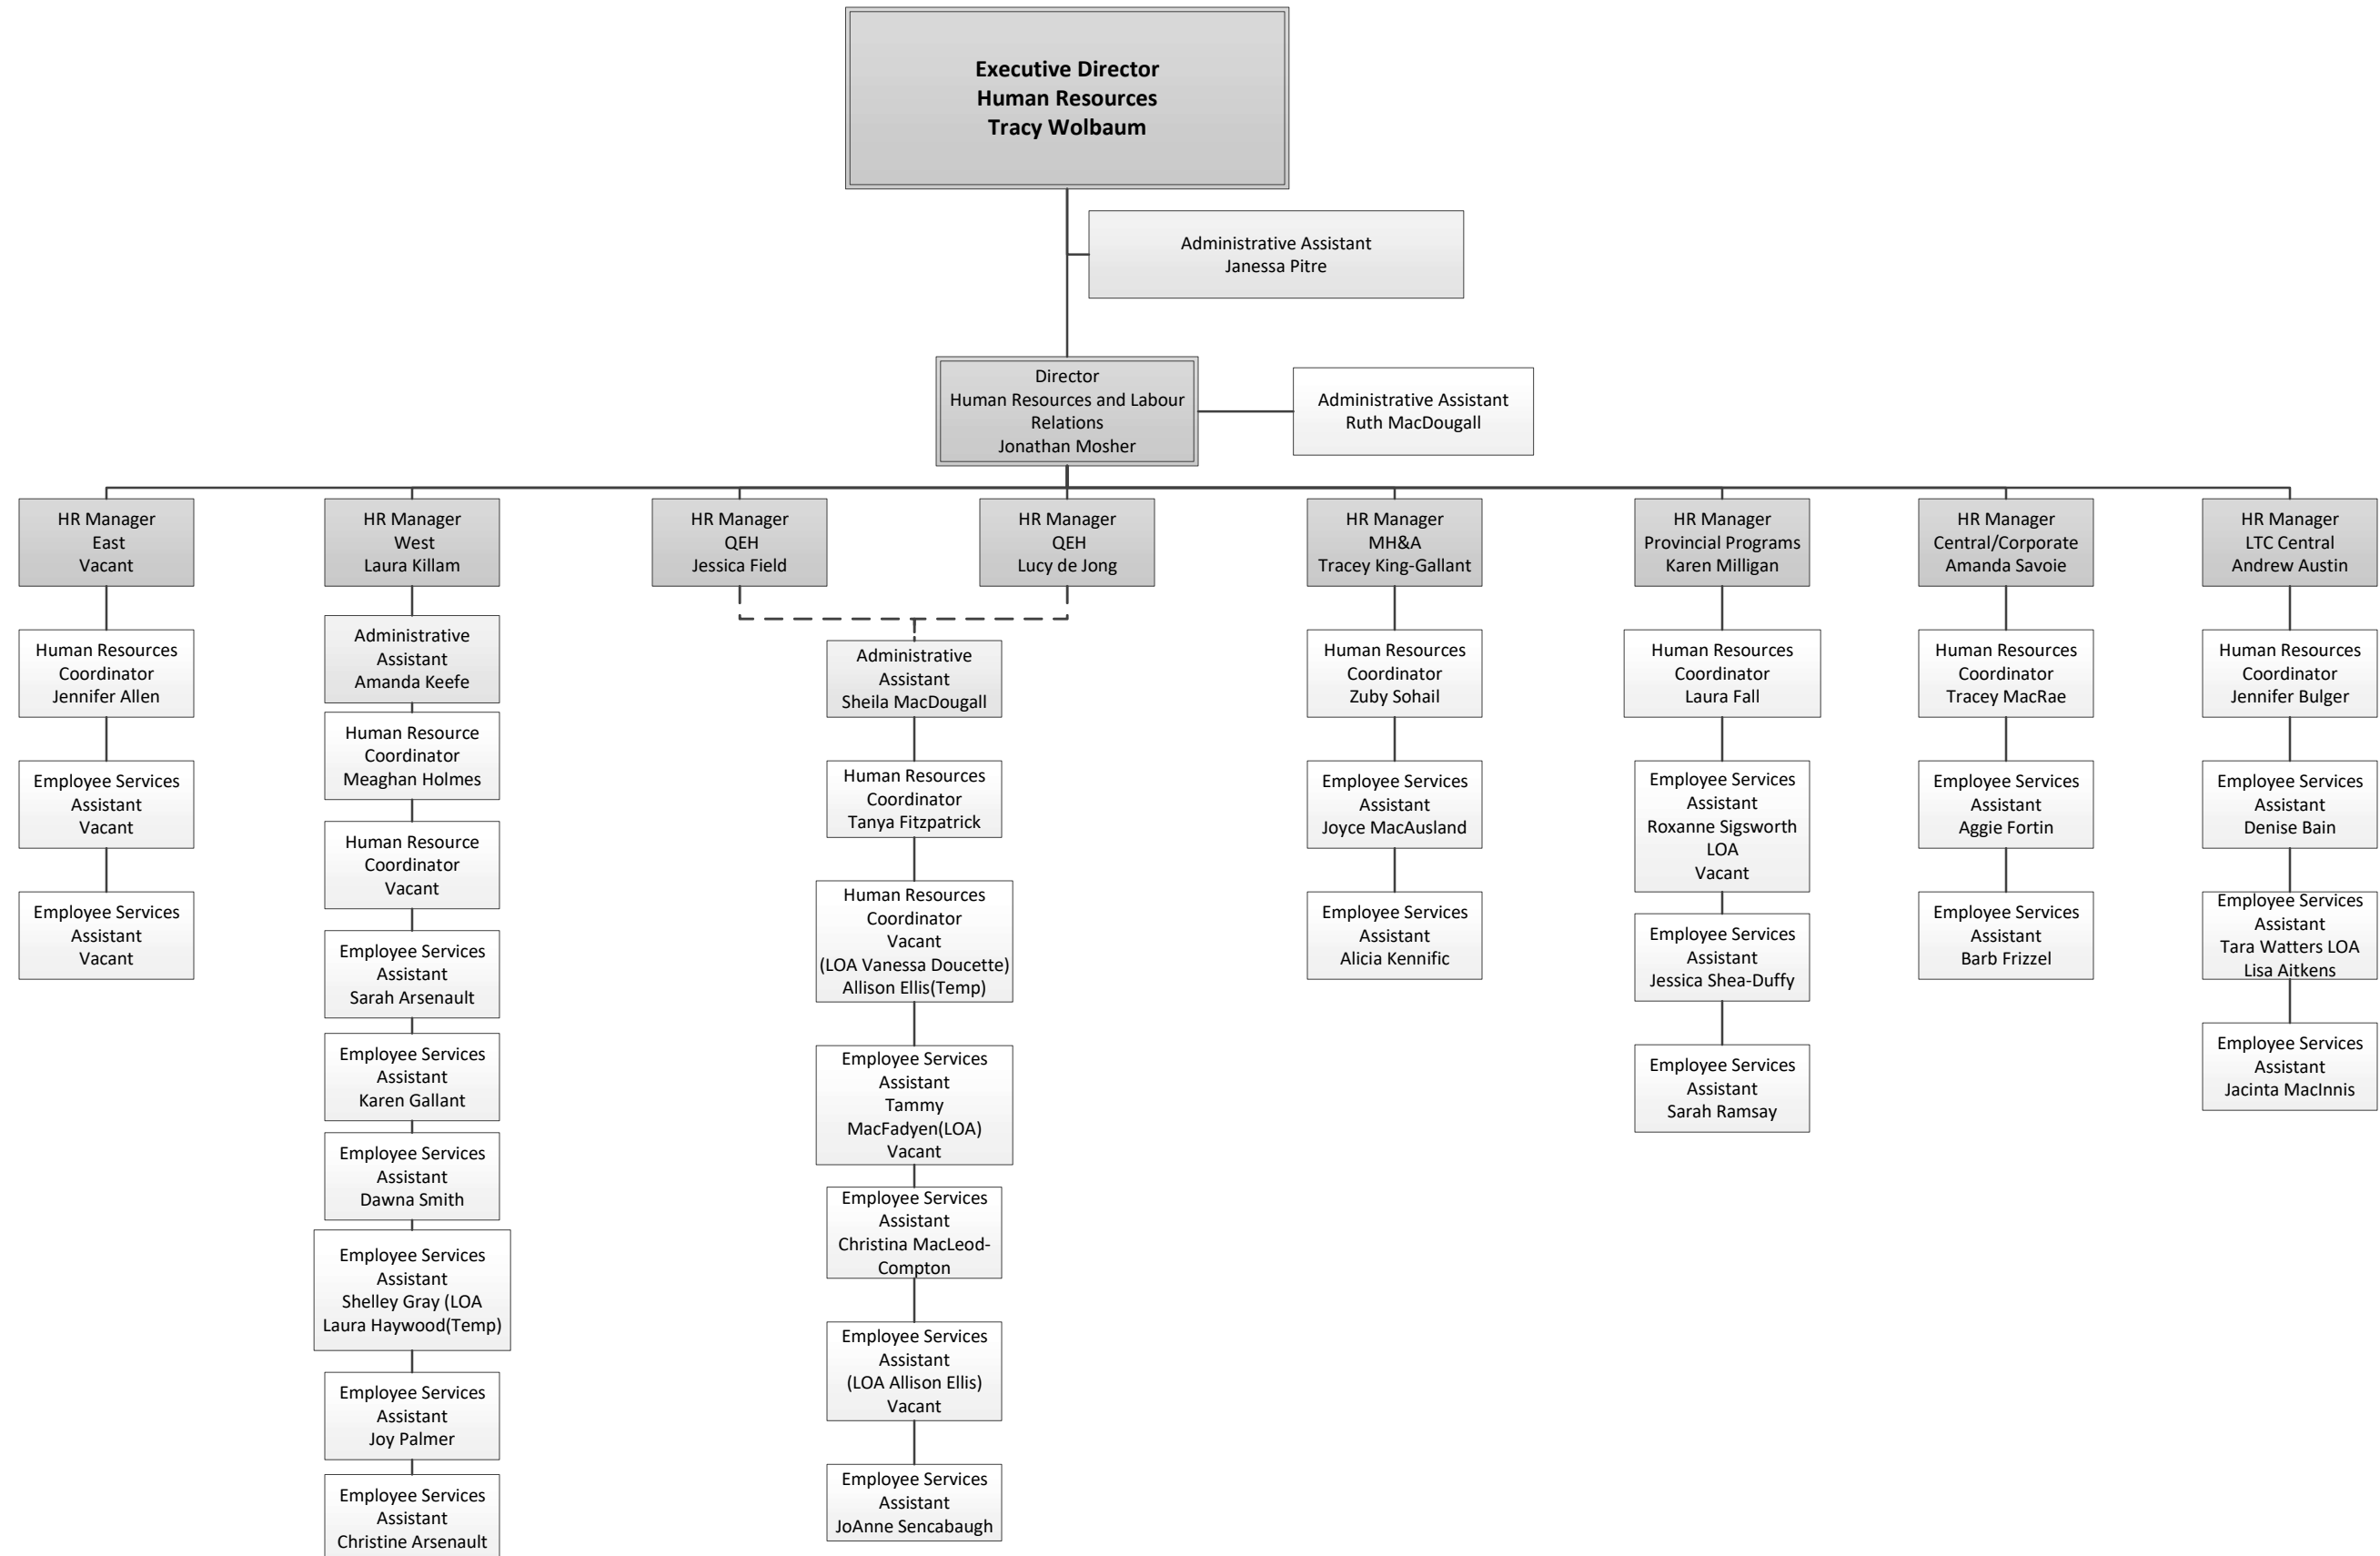 Executive Director
Human Resources
Tracy Wolbaum
Administrative Assistant
Janessa Pitre
Director
Human Resources and Labour
Relations
Jonathan Mosher
Administrative Assistant
Ruth MacDougall
HR Manager
East
Vacant
Human Resources
Coordinator
Jennifer Allen
Employee Services
Assistant
Vacant
Employee Services
Assistant
Vacant
HR Manager
West
Laura Killam
Administrative
Assistant
Amanda Keefe
Human Resource
Coordinator
Meaghan Holmes
Human Resource
Coordinator
Vacant
Employee Services
Assistant
Sarah Arsenault
Employee Services
Assistant
Karen Gallant
Employee Services
Assistant
Dawna Smith
Employee Services
Assistant
Shelley Gray (LOA
Laura Haywood(Temp)
Employee Services
Assistant
Joy Palmer
Employee Services
Assistant
Christine Arsenault
HR Manager
QEH
Jessica Field
HR Manager
QEH
Lucy de Jong
Administrative
Assistant
Sheila MacDougall
Human Resources
Coordinator
Tanya Fitzpatrick
Human Resources
Coordinator
Vacant
(LOA Vanessa Doucette)
Allison Ellis(Temp)
Employee Services
Assistant
Tammy
MacFadyen(LOA)
Vacant
Employee Services
Assistant
Christina MacLeod-
Compton
Employee Services
Assistant
(LOA Allison Ellis)
Vacant
Employee Services
Assistant
JoAnne Sencabaugh
HR Manager
MH&A
Tracey King-Gallant
Human Resources
Coordinator
Zuby Sohail
Employee Services
Assistant
Joyce MacAusland
Employee Services
Assistant
Alicia Kennific
HR Manager
Provincial Programs
Karen Milligan
Human Resources
Coordinator
Laura Fall
Employee Services
Assistant
Roxanne Sigsworth
LOA
Vacant
Employee Services
Assistant
Jessica Shea-Duffy
Employee Services
Assistant
Sarah Ramsay
HR Manager
Central/Corporate
Amanda Savoie
Human Resources
Coordinator
Tracey MacRae
Employee Services
Assistant
Aggie Fortin
Employee Services
Assistant
Barb Frizzel
HR Manager
LTC Central
Andrew Austin
Human Resources
Coordinator
Jennifer Bulger
Employee Services
Assistant
Denise Bain
Employee Services
Assistant
Tara Watters LOA
Lisa Aitkens
Employee Services
Assistant
Jacinta MacInnis